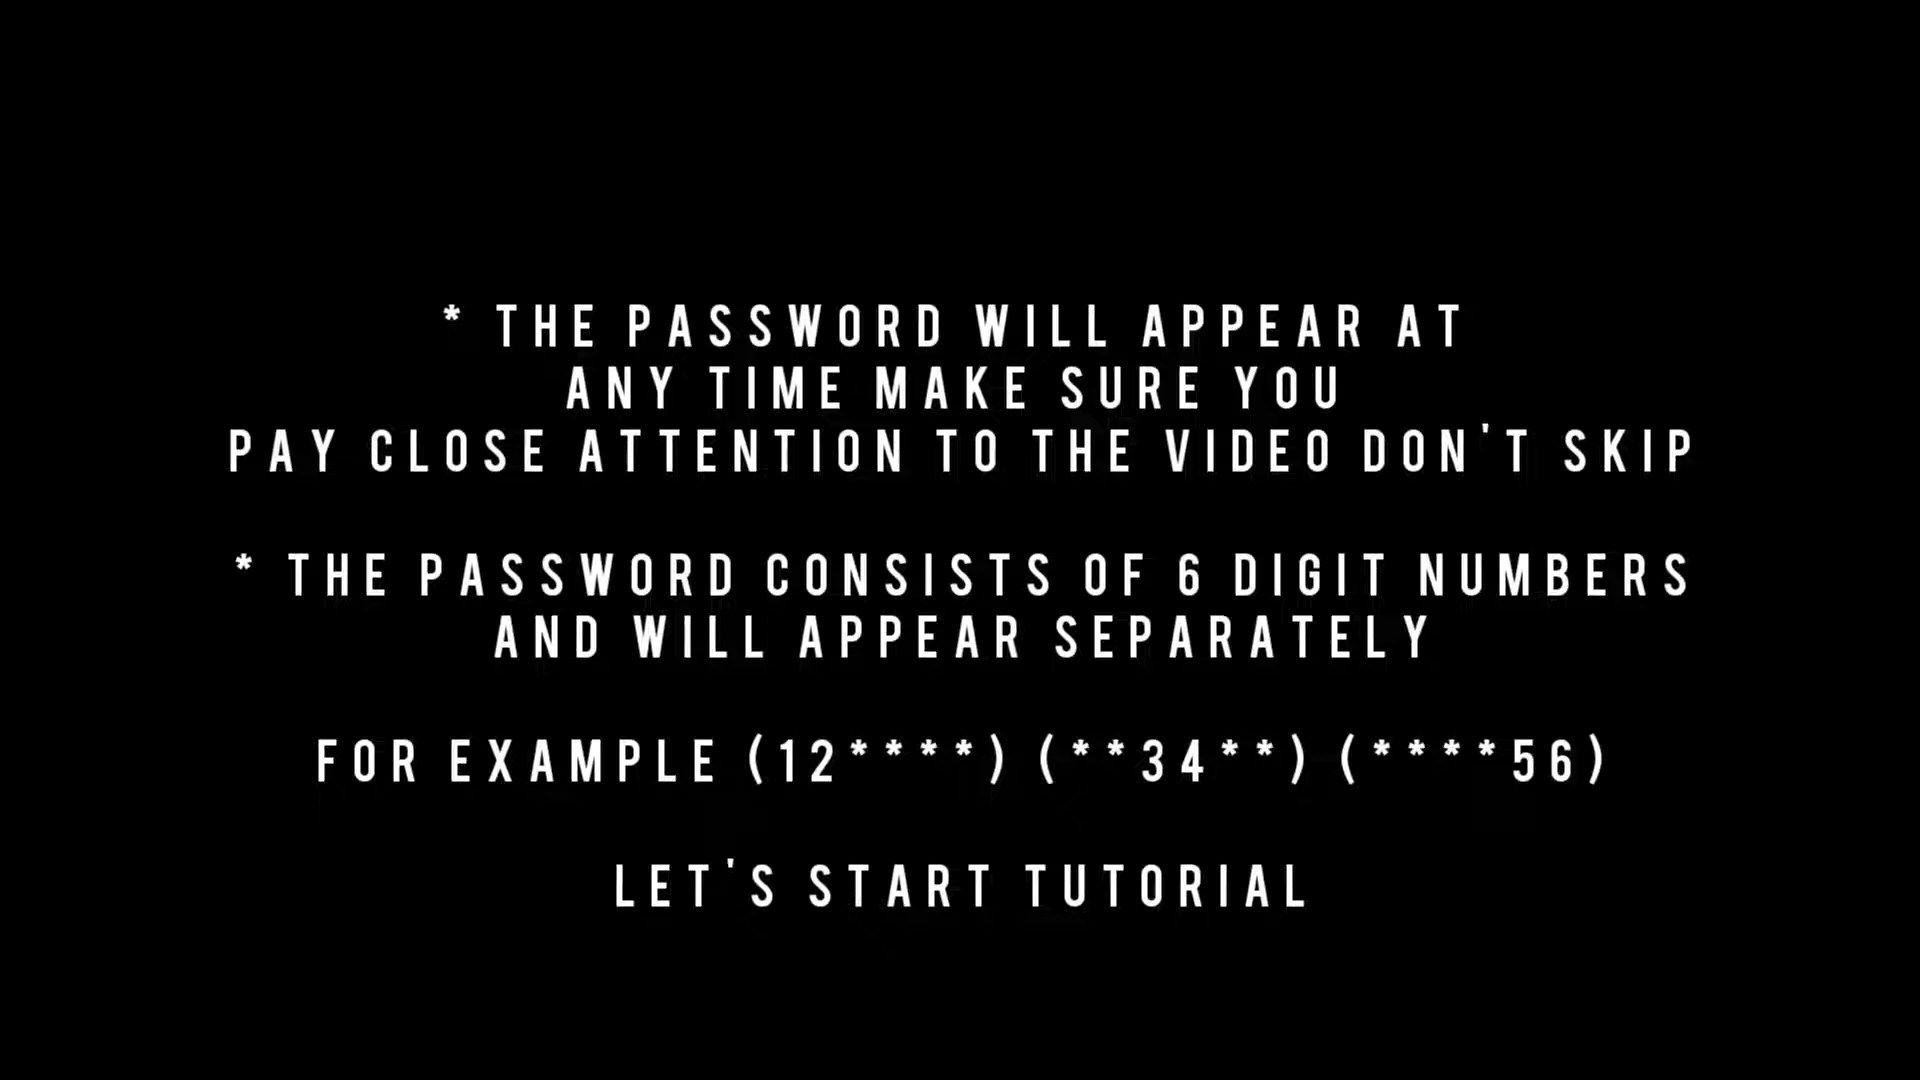 * THE PASSWORD WILL APPEAR AT
ANY TIME MAKE SURE YOU
PAY CLOSE ATTENTION TO THE VIDEO DON'T SKIP
* THE PASSWORD CONSISTS OF 6 DIGIT NUMBERS
AND WILL APPEAR SEPARATELY
FOR EXAMPLE (12****) (**34**) (****56)
LET'S START TUTORIAL